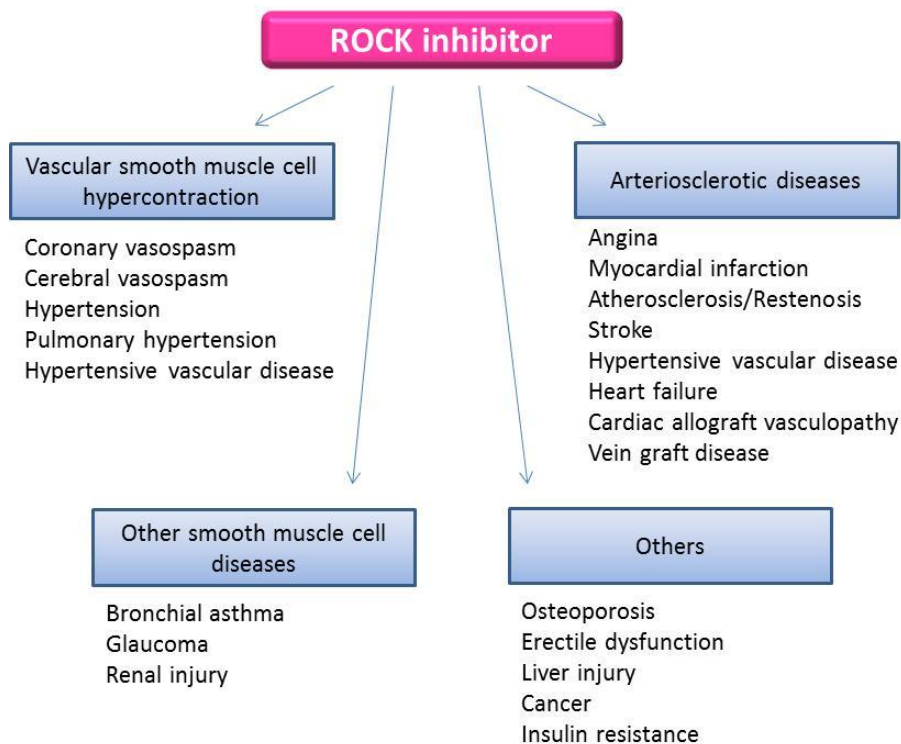 ROCK inhibitor
Vascular smooth muscle cell
hypercontraction
Coronary vasospasm
Cerebral vasospasm
Hypertension
Pulmonary hypertension
Hypertensive vascular disease
Arteriosclerotic diseases
Angina
Myocardial infarction
Atherosclerosis/Restenosis
Stroke
Hypertensive vascular disease
Heart failure
Cardiac allograft vasculopathy
Vein graft disease
Other smooth muscle cell
diseases
Bronchial asthma
Glaucoma
Renal injury
Others
Osteoporosis
Erectile dysfunction
Liver injury
Cancer
Insulin resistance